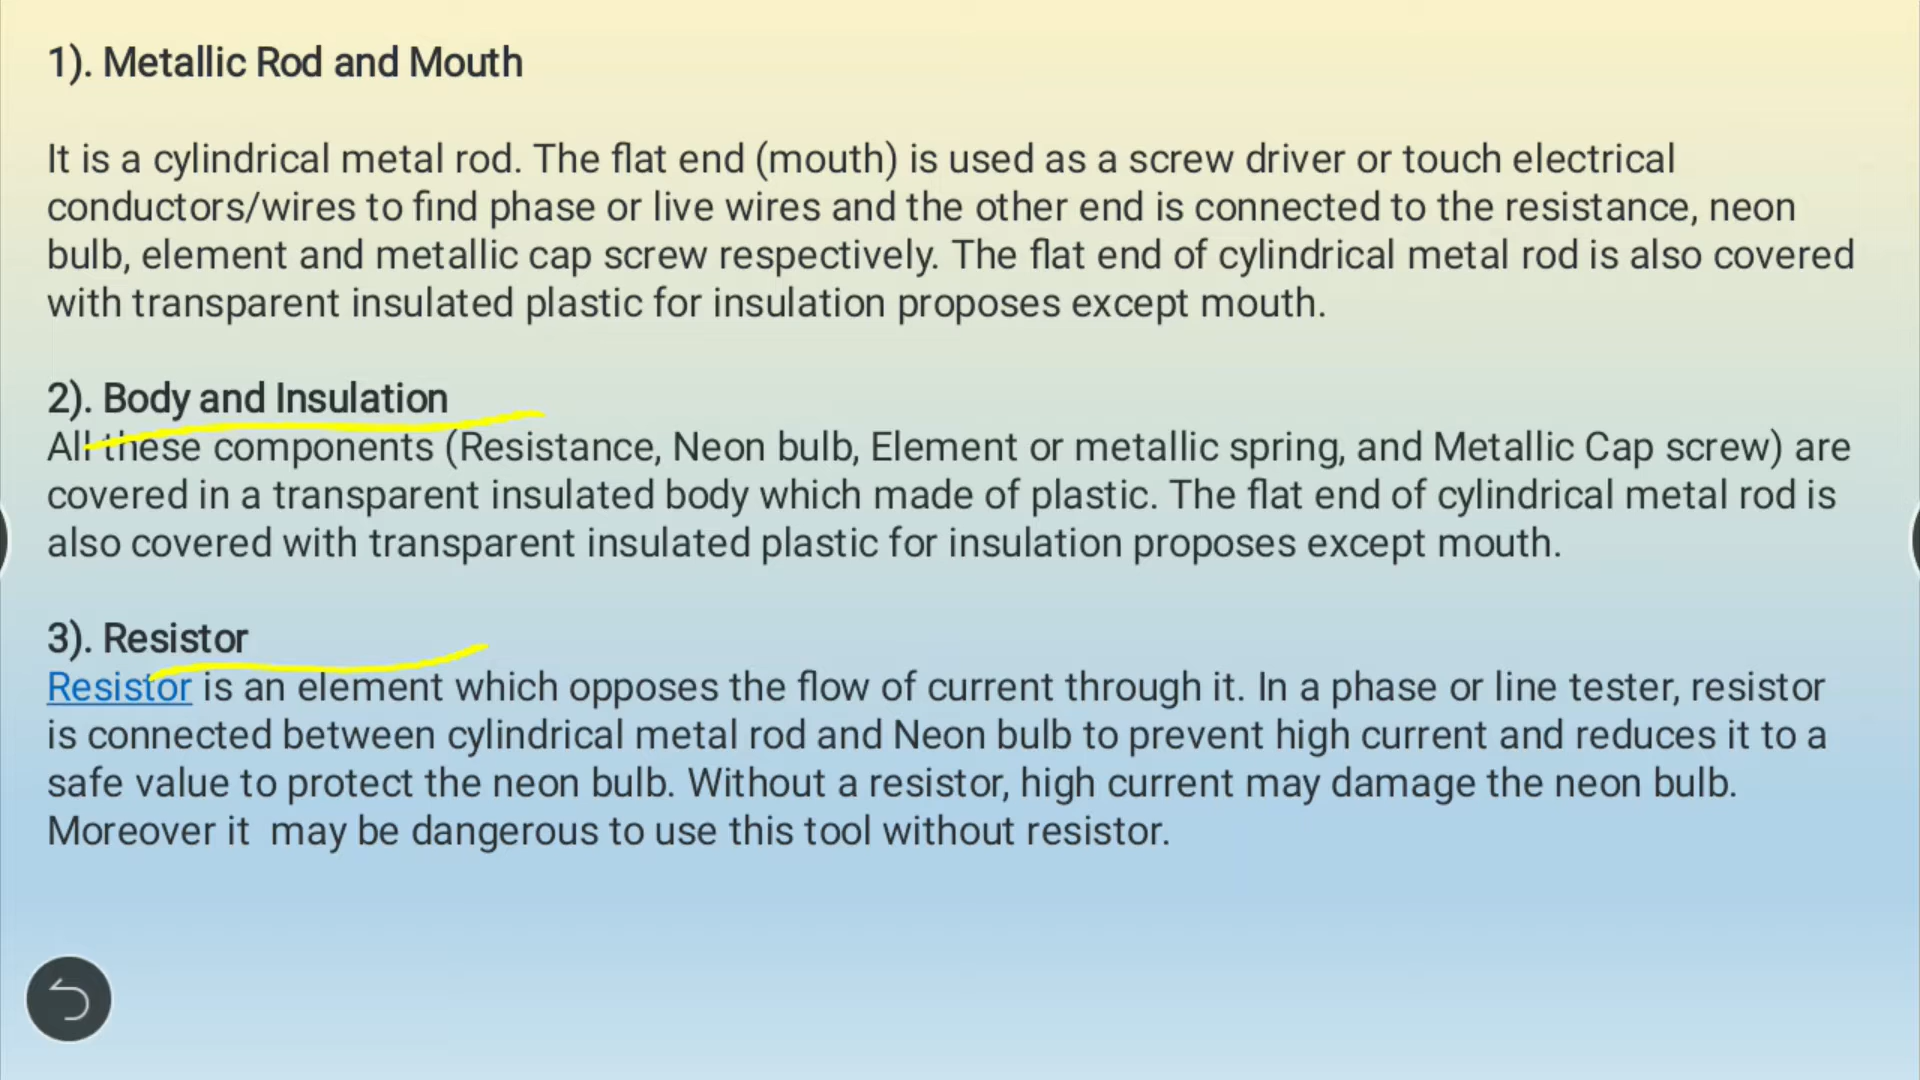 1). Metallic Rod and Mouth
It is a cylindrical metal rod. The flat end (mouth) is used as a screw driver or touch electrical
conductors/wires to find phase or live wires and the other end is connected to the resistance, neon
bulb, element and metallic cap screw respectively. The flat end of cylindrical metal rod is also covered
with transparent insulated plastic for insulation proposes except mouth.
2). Body and Insulation
All these components (Resistance, Neon bulb, Element or metallic spring, and Metallic Cap screw) are
covered in a transparent insulated body which made of plastic. The flat end of cylindrical metal rod is
also covered with transparent insulated plastic for insulation proposes except mouth.
3). Resistor
Resistor is an element which opposes the flow of current through it. In a phase or line tester, resistor
is connected between cylindrical metal rod and Neon bulb to prevent high current and reduces it to a
safe value to protect the neon bulb. Without a resistor, high current may damage the neon bulb.
Moreover it  may be dangerous to use this tool without resistor.